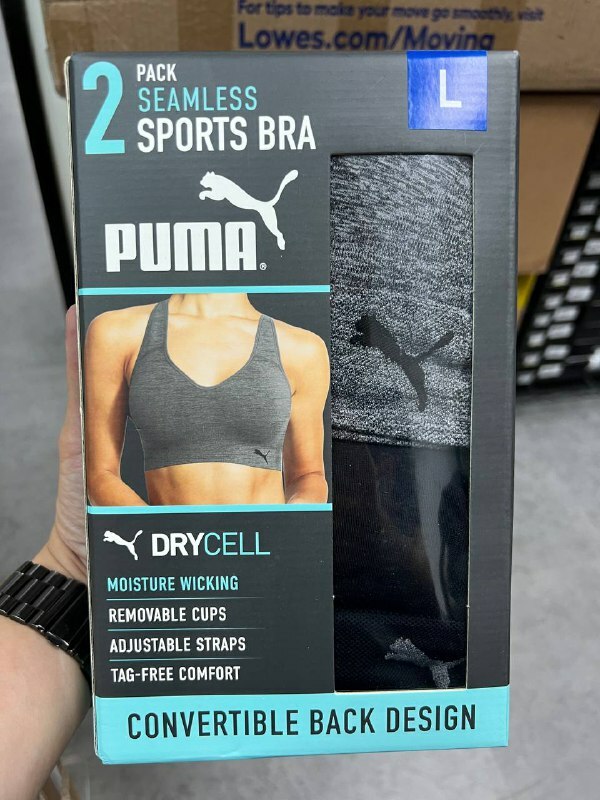 For tips to make your move go smoothly, visit
Lowes.com/Moving
2
PACK
SEAMLESS
SPORTS BRA
L
PUMA®
DRYCELL
MOISTURE WICKING
REMOVABLE CUPS
ADJUSTABLE STRAPS
TAG-FREE COMFORT
CONVERTIBLE BACK DESIGN